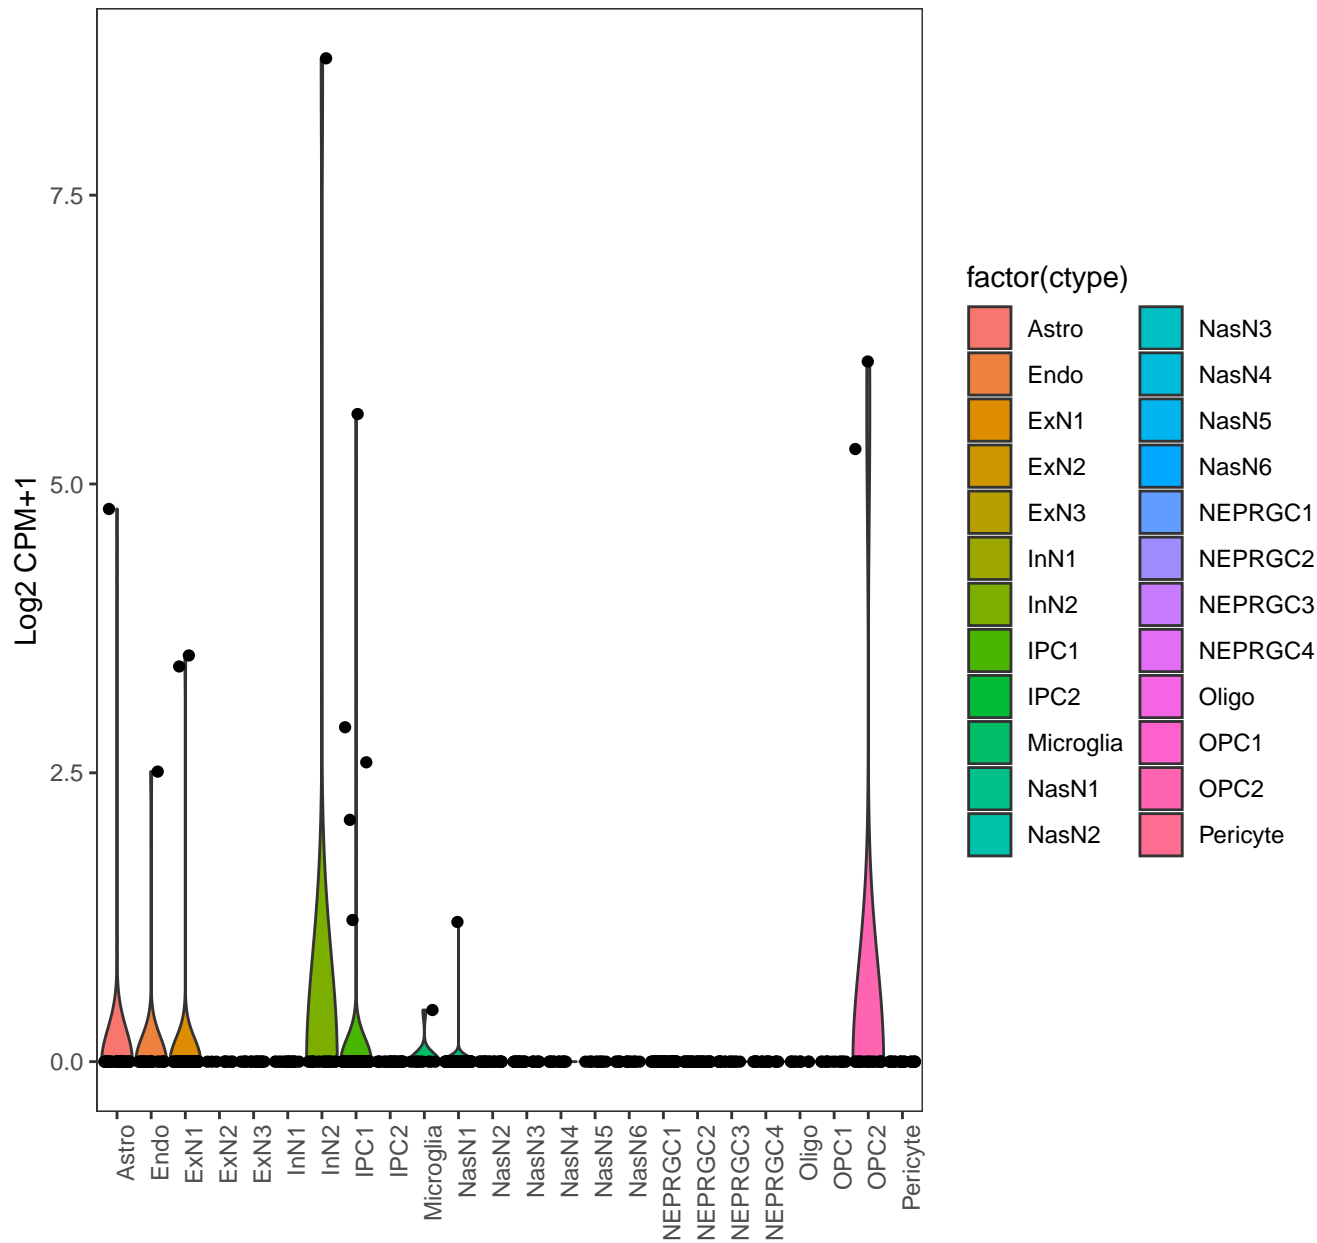 7.5
5.0
2.5
0.0
Log2 CPM+1
Astro
Endo
ExN1
ExN2
ExN3
InN1
InN2
IPC1
IPC2
Microglia
NasN1
NasN2
NasN3
NasN4
NasN5
NasN6
NEPRGC1
NEPRGC2
NEPRGC3
NEPRGC4
Oligo
OPC1
OPC2
Pericyte
factor(ctype)
Astro
Endo
ExN1
ExN2
ExN3
InN1
InN2
IPC1
IPC2
Microglia
NasN1
NasN2
NasN3
NasN4
NasN5
NasN6
NEPRGC1
NEPRGC2
NEPRGC3
NEPRGC4
Oligo
OPC1
OPC2
Pericyte